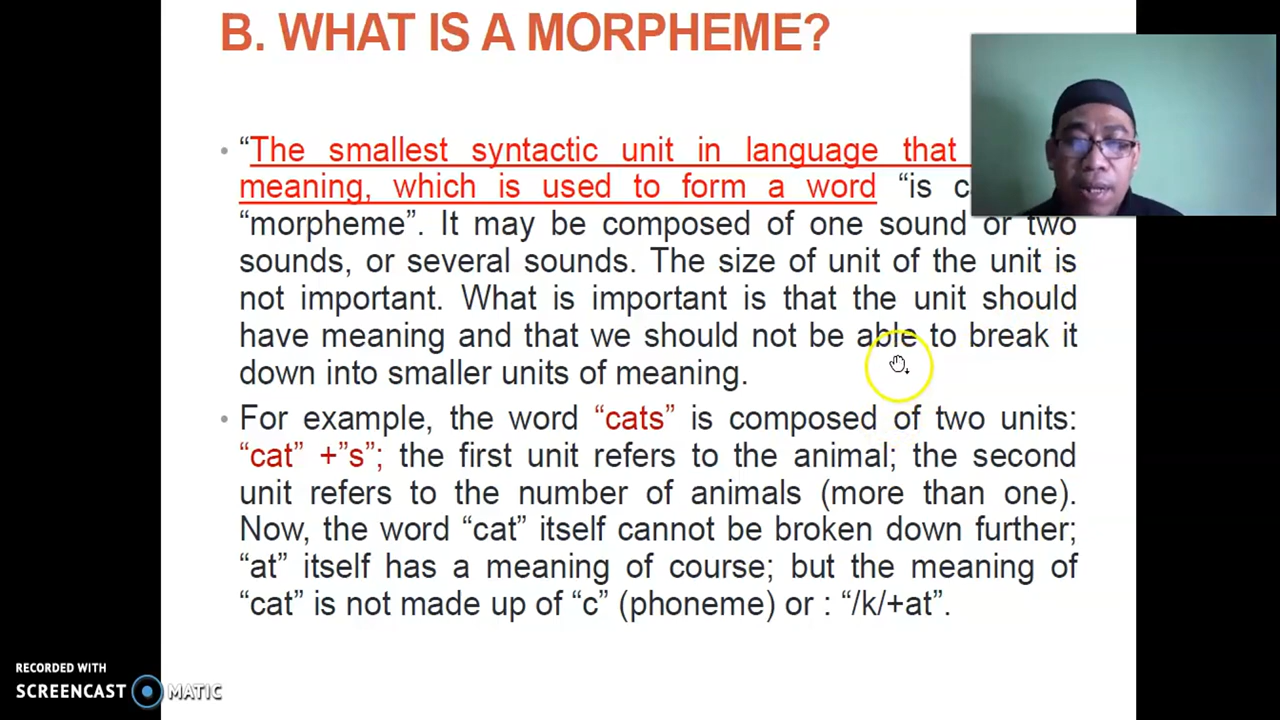 B. WHAT IS A MORPHEME?
• “The smallest syntactic unit in language that
meaning, which is used to form a word “is
“morpheme”. It may be composed of one sound or two
sounds, or several sounds. The size of unit of the unit is
not important. What is important is that the unit should
have meaning and that we should not be able to break it
down into smaller units of meaning.
• For example, the word “cats” is composed of two units:
“cat” +”s”; the first unit refers to the animal; the second
unit refers to the number of animals (more than one).
Now, the word “cat” itself cannot be broken down further;
“at” itself has a meaning of course; but the meaning of
“cat” is not made up of “c” (phoneme) or : “/k/+at”.
RECORDED WITH
SCREENCAST MATIC